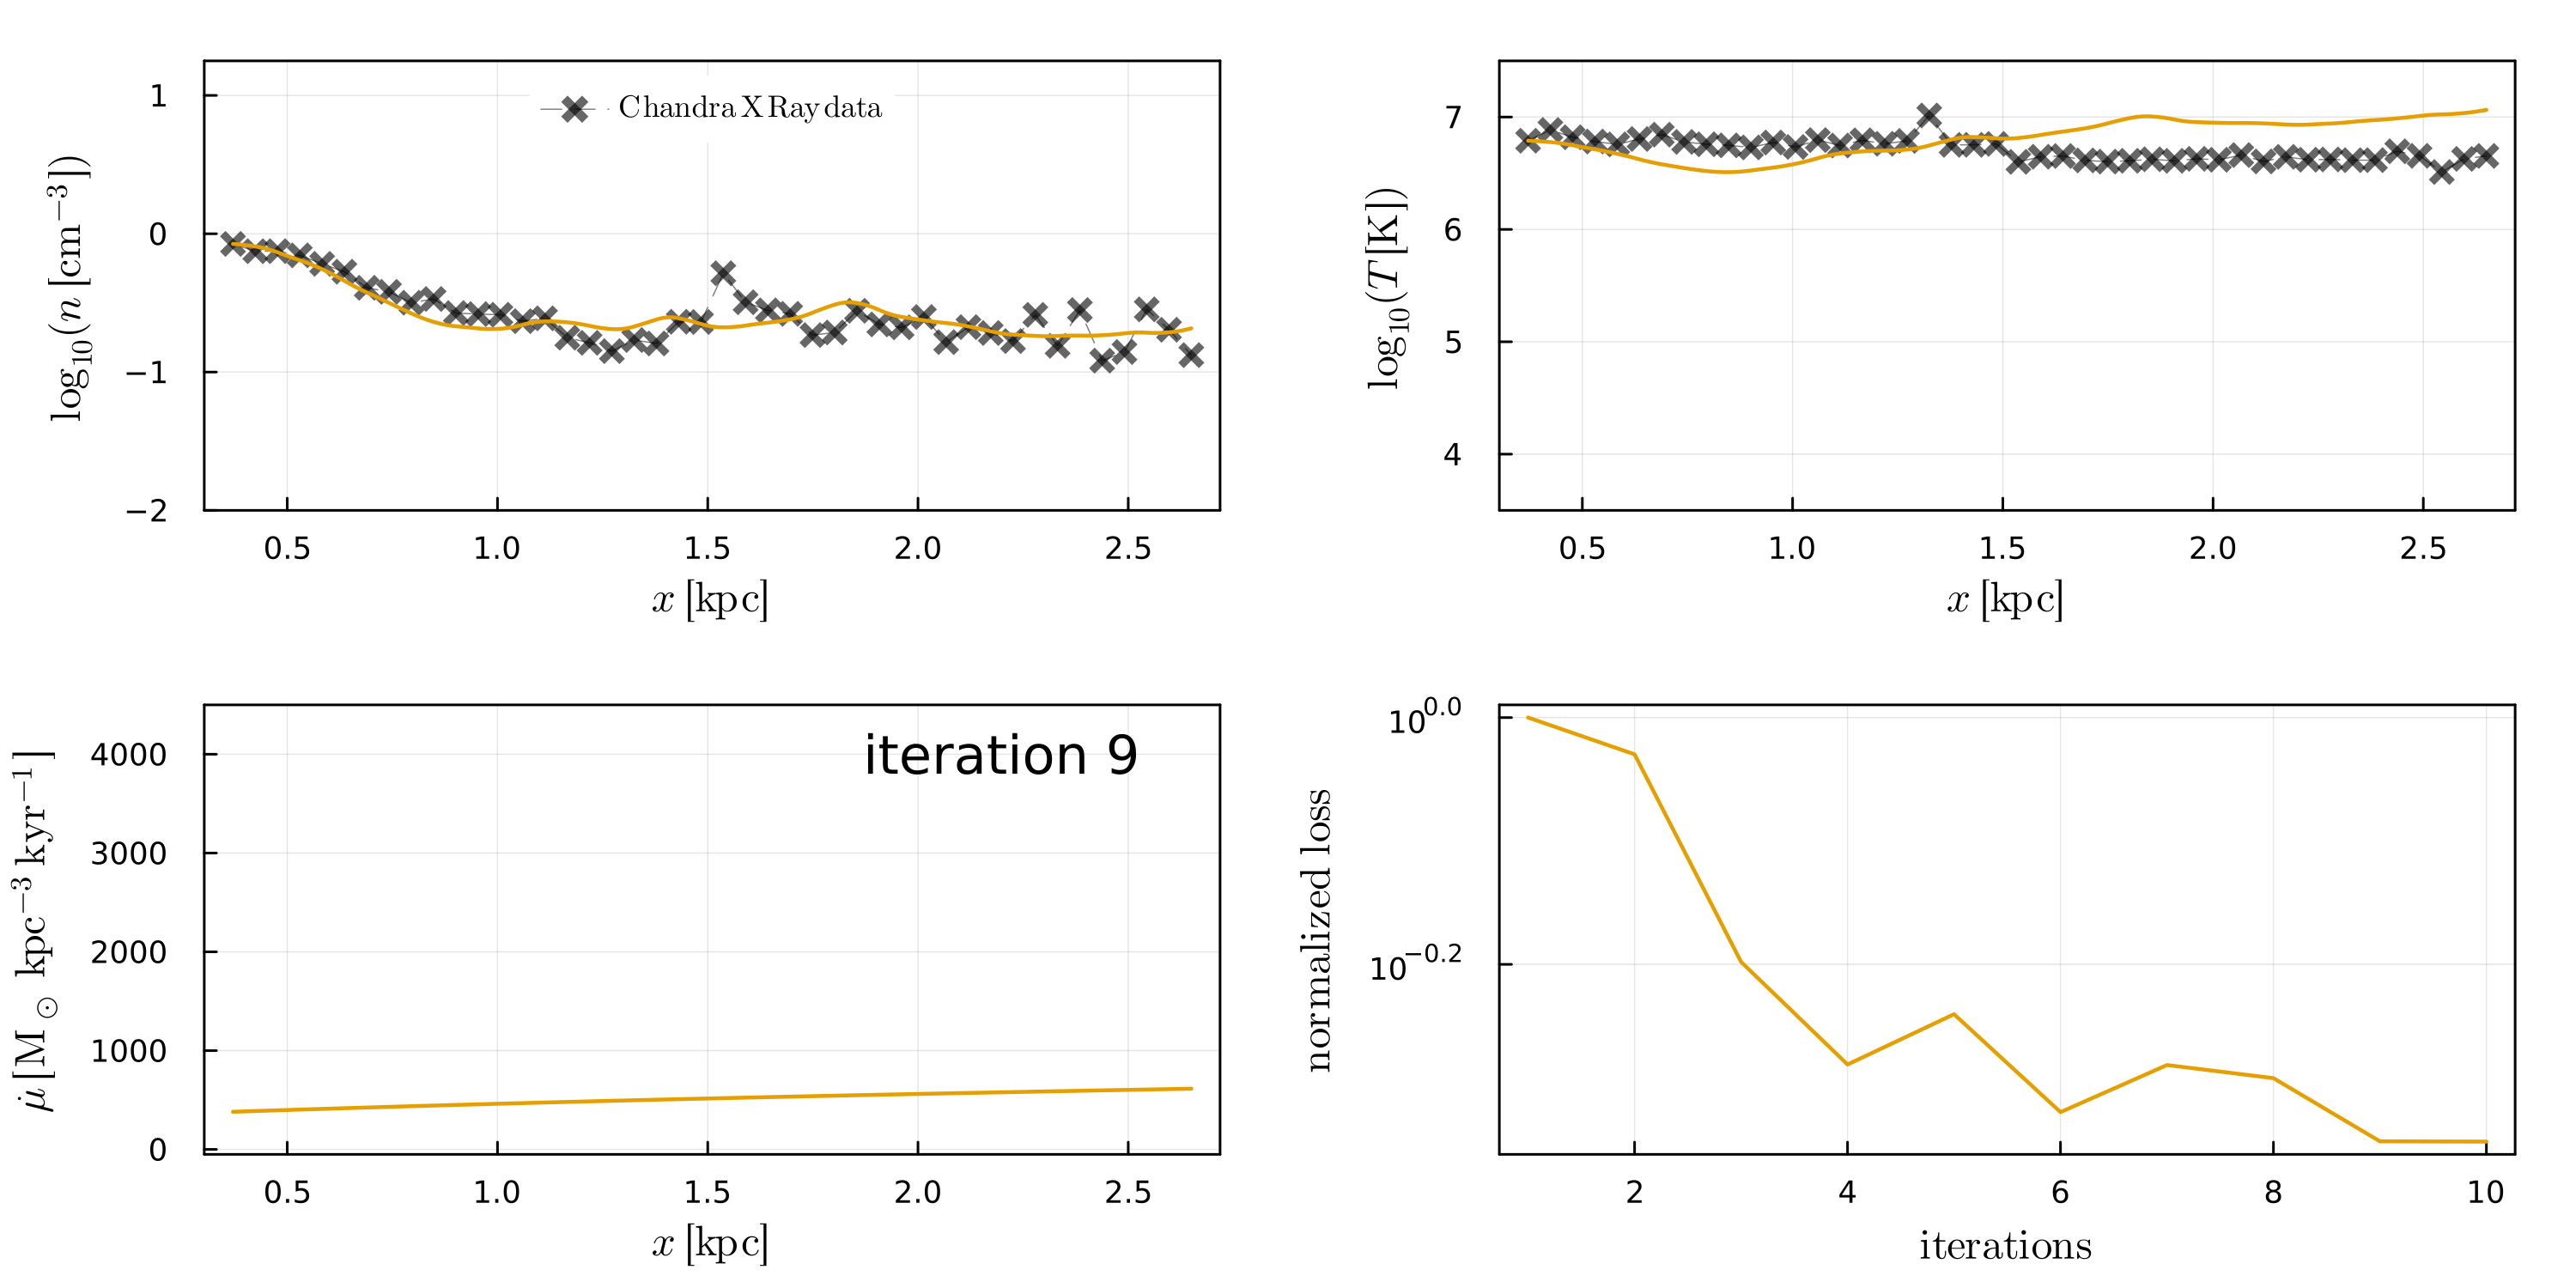 log₁₀(n [cm⁻³])
1
0
−1
−2
Chandra X Ray data
0.5 1.0 1.5 2.0 2.5
x [kpc]
log₁₀(T [K])
7
6
5
4
0.5 1.0 1.5 2.0 2.5
x [kpc]
μ̇ [M⊙ kpc⁻³ kyr⁻¹]
4000
3000
2000
1000
0
iteration 9
0.5 1.0 1.5 2.0 2.5
x [kpc]
normalized loss
10⁰·⁰
10⁻⁰·²
2 4 6 8 10
iterations